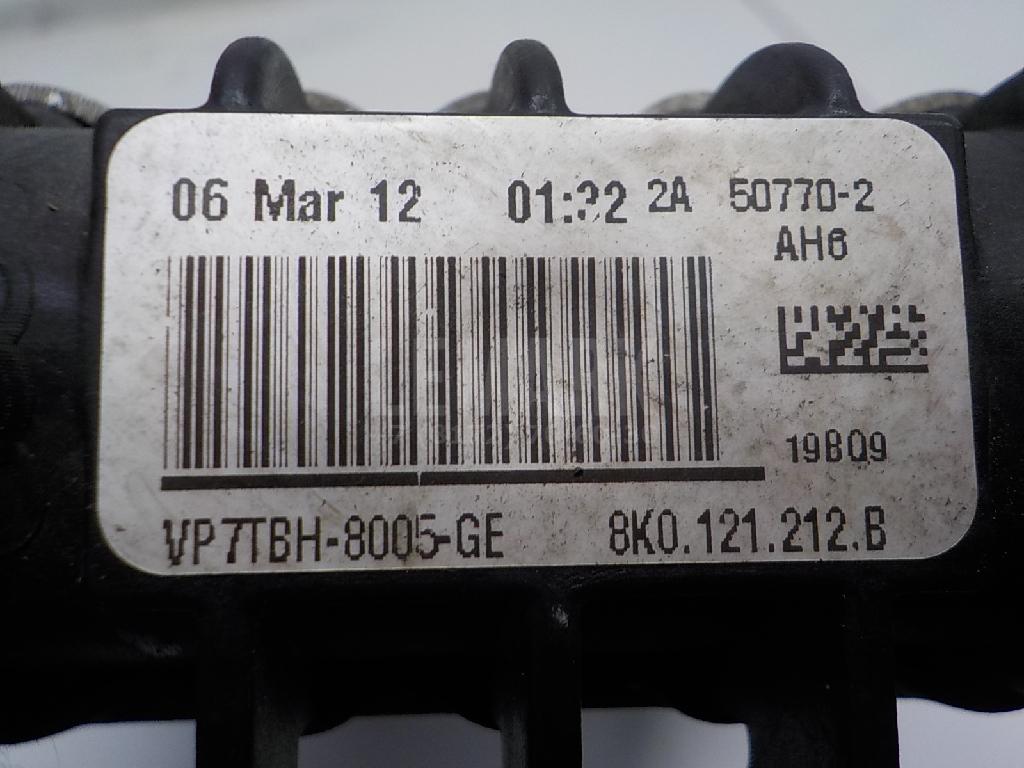 06 Mar 12 01:32 2A 50770-2
AH6
19BQ9
VP7TBH-8005-GE 8K0.121.212.B